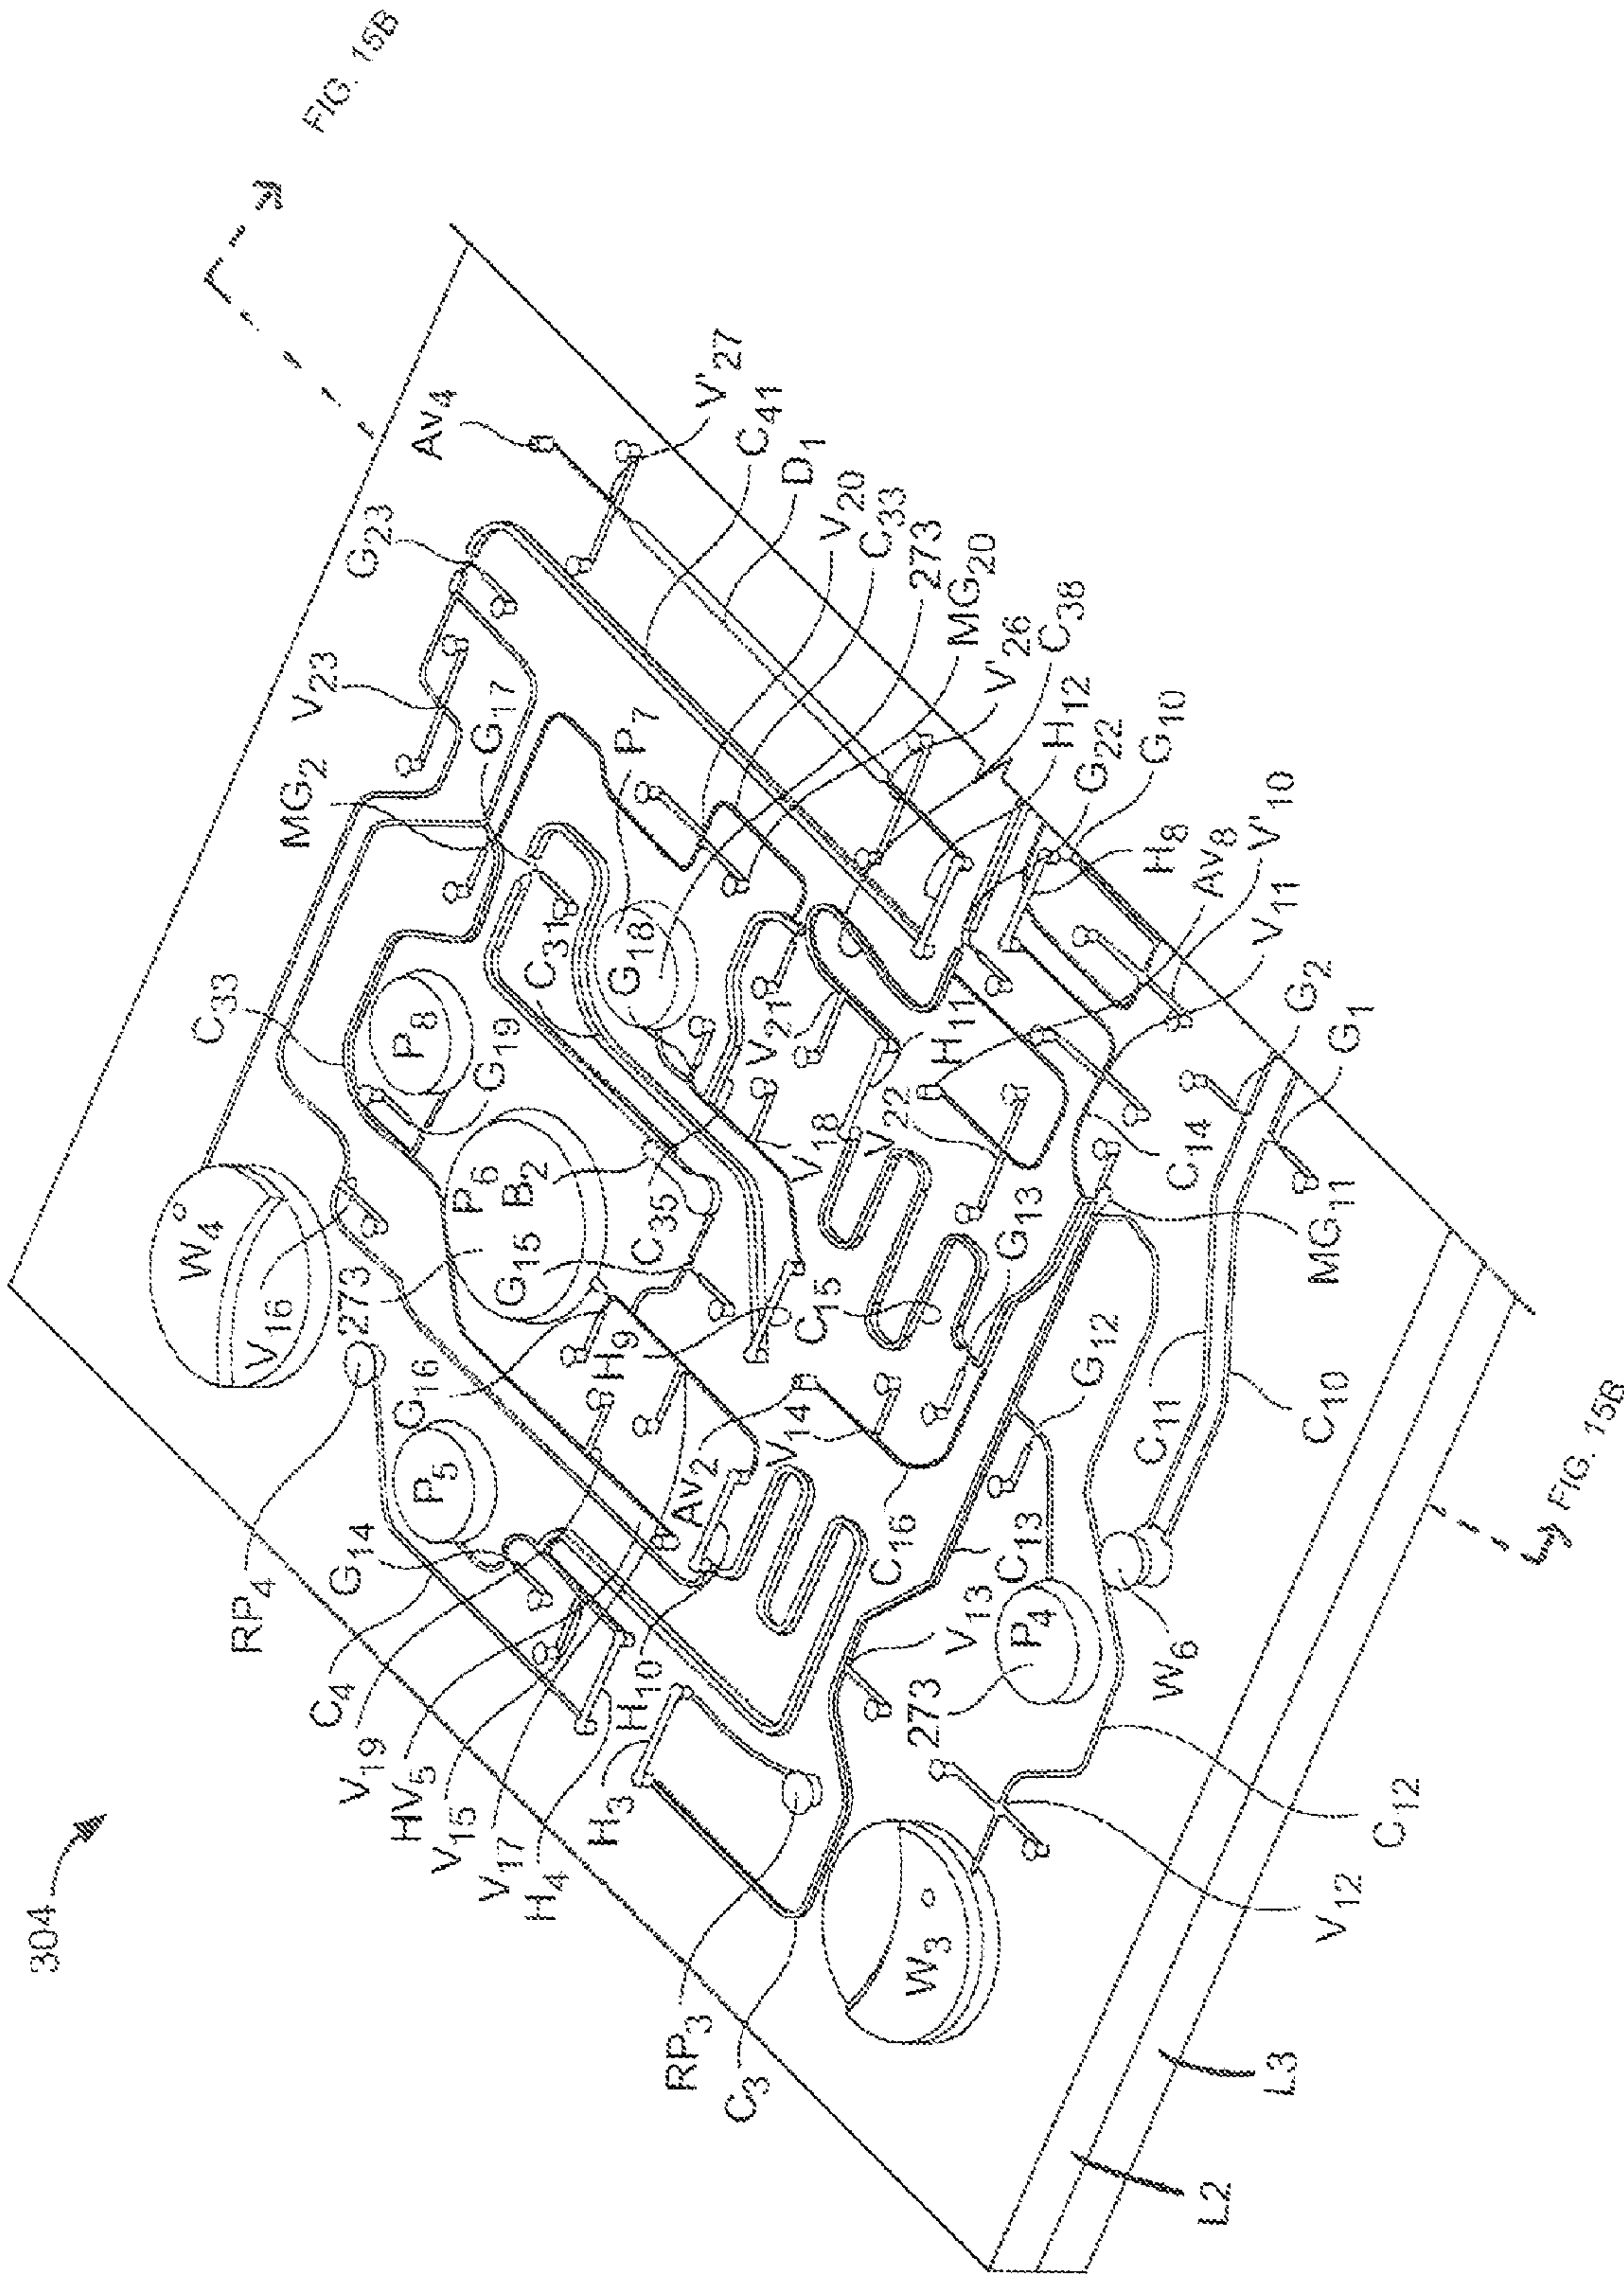 304
FIG. 15B
Av4
V'27
C41
D1
V20
C33
273
MG20
V'26
C38
H12
G22
G10
H8
Av8
V'10
V11
G2
G1
G23
V23
G17
MG2
P7
C33
P8
G19
C31
G18
V21
H11
V18
V22
C14
G13
MG11
W4
V16
273
P6
B2
G15
C35
C15
G16
H9
Av2
V14
C16
G12
C11
C10
RP4
P5
G14
C4
V19
HV5
V15
V17
H4
H10
H3
C13
V13
P4
273
W6
C12
V12
RP3
C3
W3
L3
L2
FIG. 15B